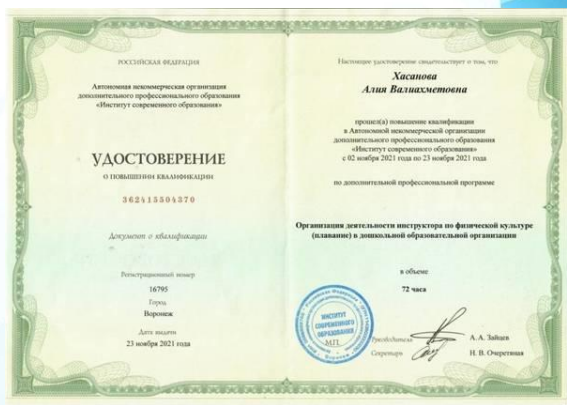 РОССИЙСКАЯ ФЕДЕРАЦИЯ
Автономная некоммерческая организация
дополнительного профессионального образования
«Институт современного образования»
УДОСТОВЕРЕНИЕ
О ПОВЫШЕНИИ КВАЛИФИКАЦИИ
362415504370
Документ о квалификации
Регистрационный номер
16795
Город
Воронеж
Дата выдачи
23 ноября 2021 года
Настоящее удостоверение свидетельствует о том, что
Хасанова
Алия Валиахметовна
прошел(а) повышение квалификации
в Автономной некоммерческой организации
дополнительного профессионального образования
«Институт современного образования»
с 02 ноября 2021 года по 23 ноября 2021 года
по дополнительной профессиональной программе
Организация деятельности инструктора по физической культуре
(плавание) в дошкольной образовательной организации
в объеме
72 часа
ИНСТИТУТ
СОВРЕМЕННОГО
ОБРАЗОВАНИЯ
МП
Руководитель
А. А. Зайцев
Секретарь
Н. В. Очеретяная